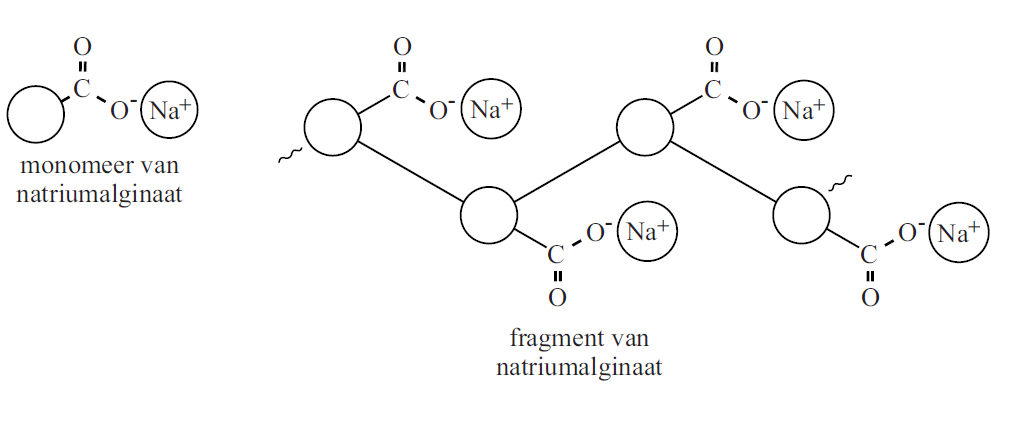 O
C
O⁻ Na⁺
monomeer van
natriumalginaat
O
C
O⁻ Na⁺
O
C
O⁻ Na⁺
O⁻ Na⁺
C
O
O⁻ Na⁺
C
O
fragment van
natriumalginaat